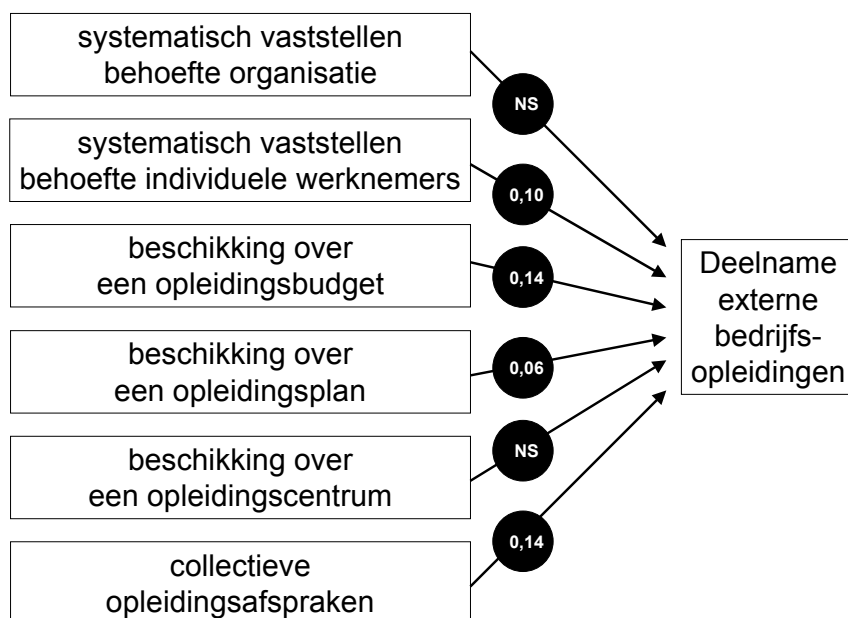 systematisch vaststellen
behoefte organisatie
NS
systematisch vaststellen
behoefte individuele werknemers
0,10
beschikking over
een opleidingsbudget
0,14
beschikking over
een opleidingsplan
0,06
beschikking over
een opleidingscentrum
NS
collectieve
opleidingsafspraken
0,14
Deelname
externe
bedrijfs-
opleidingen